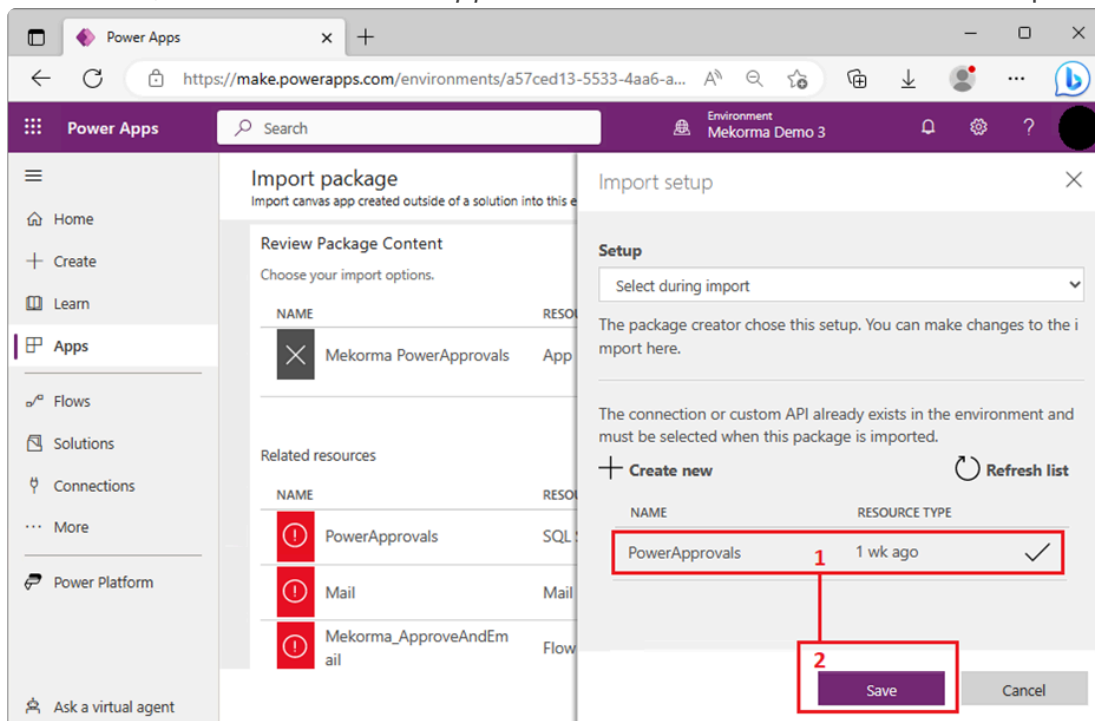 Power Apps
https://make.powerapps.com/environments/a57ced13-5533-4aa6-a...
Power Apps
Search
Environment
Mekorma Demo 3
Home
Create
Learn
Apps
Flows
Solutions
Connections
More
Power Platform
Ask a virtual agent
Import package
Import canvas app created outside of a solution into this e
Review Package Content
Choose your import options.
NAME RESOU
Mekorma PowerApprovals App
Related resources
NAME RESOU
PowerApprovals SQL S
Mail Mail
Mekorma_ApproveAndEm Flow
ail
Import setup
Setup
Select during import
The package creator chose this setup. You can make changes to the i
mport here.
The connection or custom API already exists in the environment and
must be selected when this package is imported.
Create new Refresh list
NAME RESOURCE TYPE
PowerApprovals 1 1 wk ago
2
Save Cancel